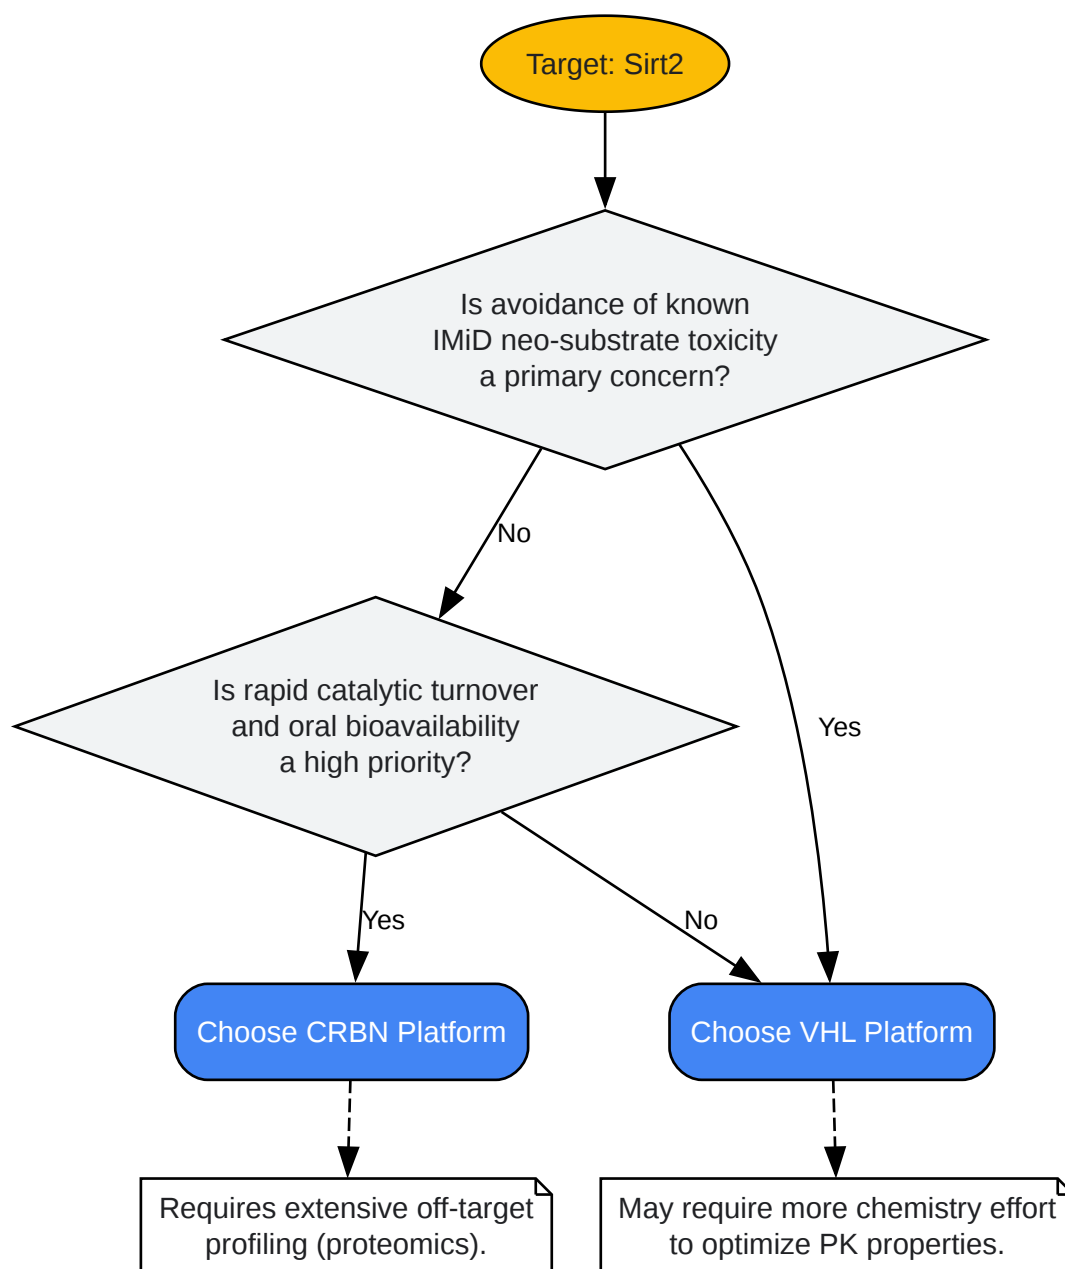 Target: Sirt2
Is avoidance of known
IMiD neo-substrate toxicity
a primary concern?
No
Yes
Is rapid catalytic turnover
and oral bioavailability
a high priority?
Yes
No
Choose CRBN Platform
Choose VHL Platform
Requires extensive off-target
profiling (proteomics).
May require more chemistry effort
to optimize PK properties.